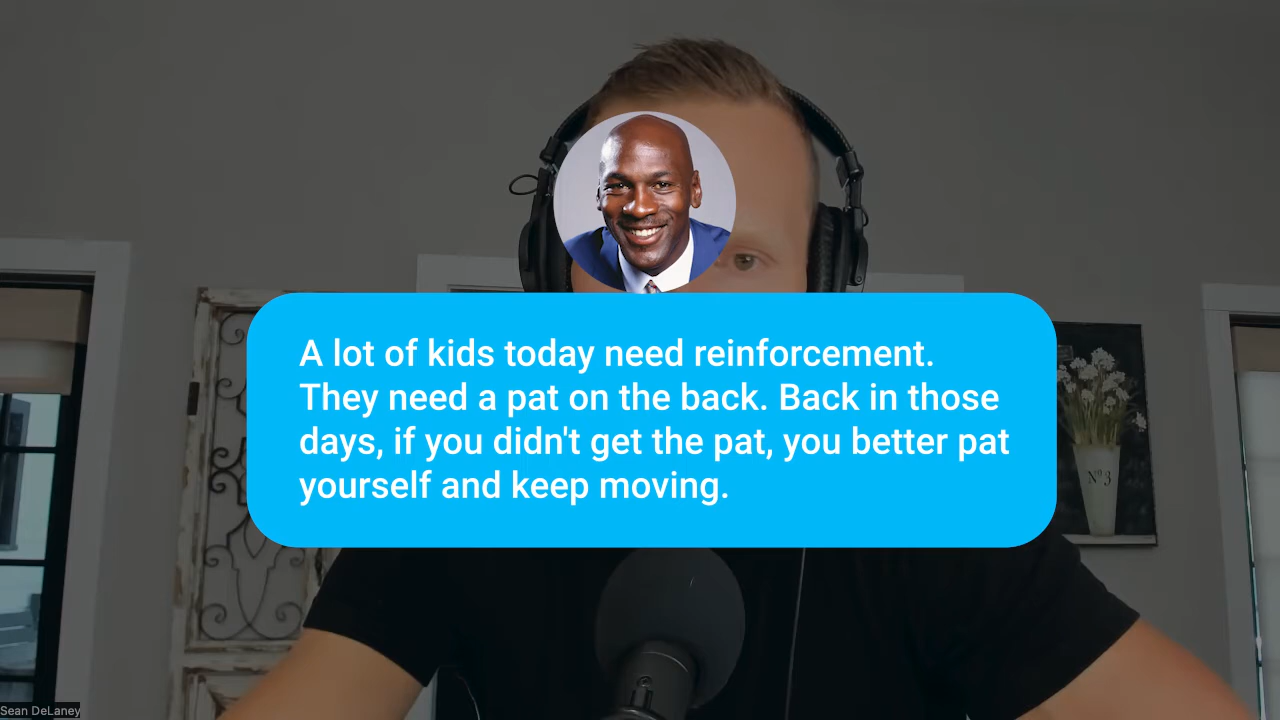 A lot of kids today need reinforcement.
They need a pat on the back. Back in those
days, if you didn't get the pat, you better pat
yourself and keep moving.
Nº3
Sean DeLaney